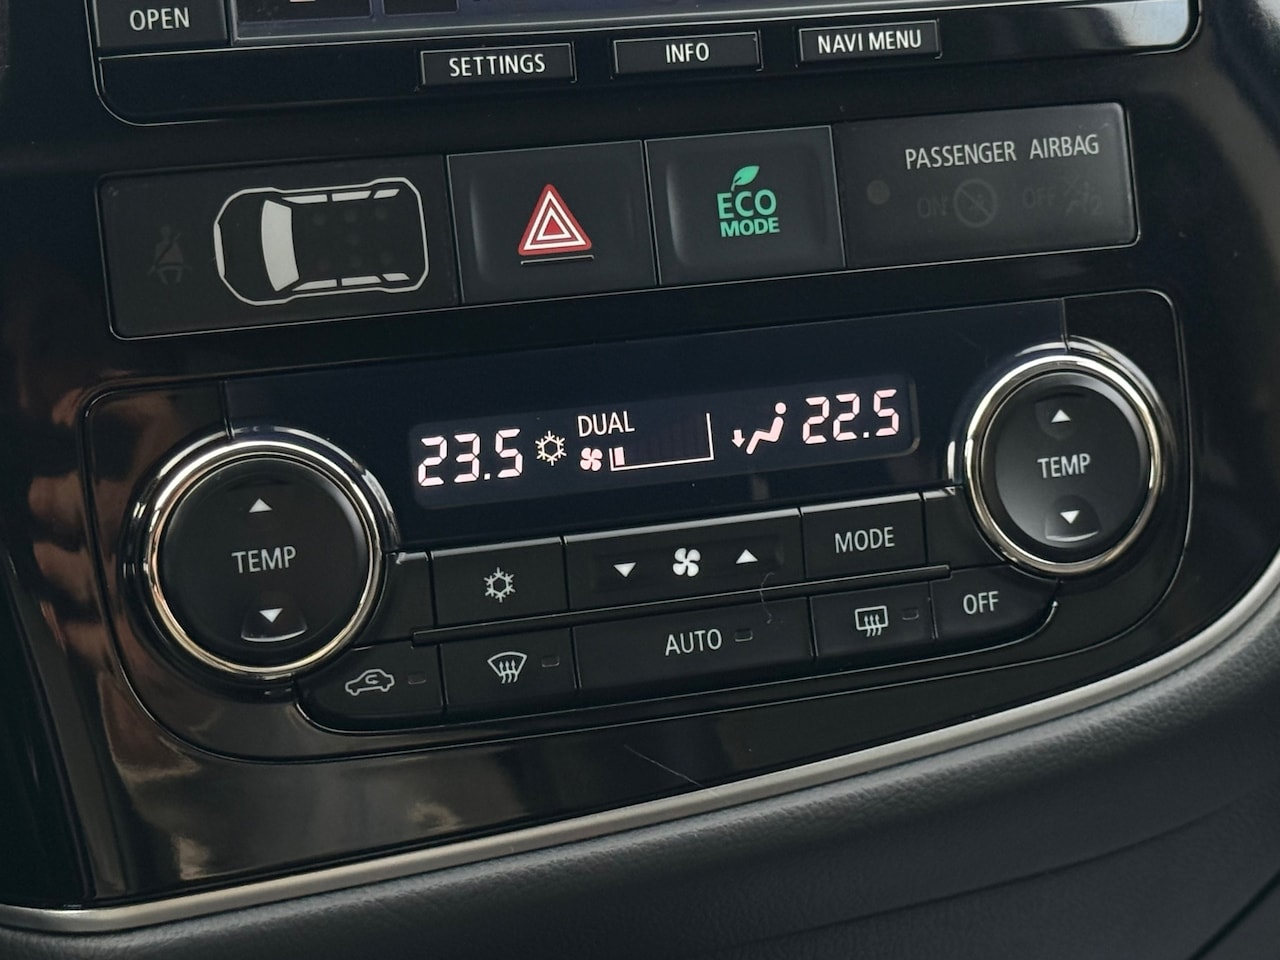 OPEN
SETTINGS INFO NAVI MENU
PASSENGER AIRBAG
ECO
MODE
ON OFF 2
DUAL
23.5 22.5
TEMP
TEMP
MODE
AUTO
OFF